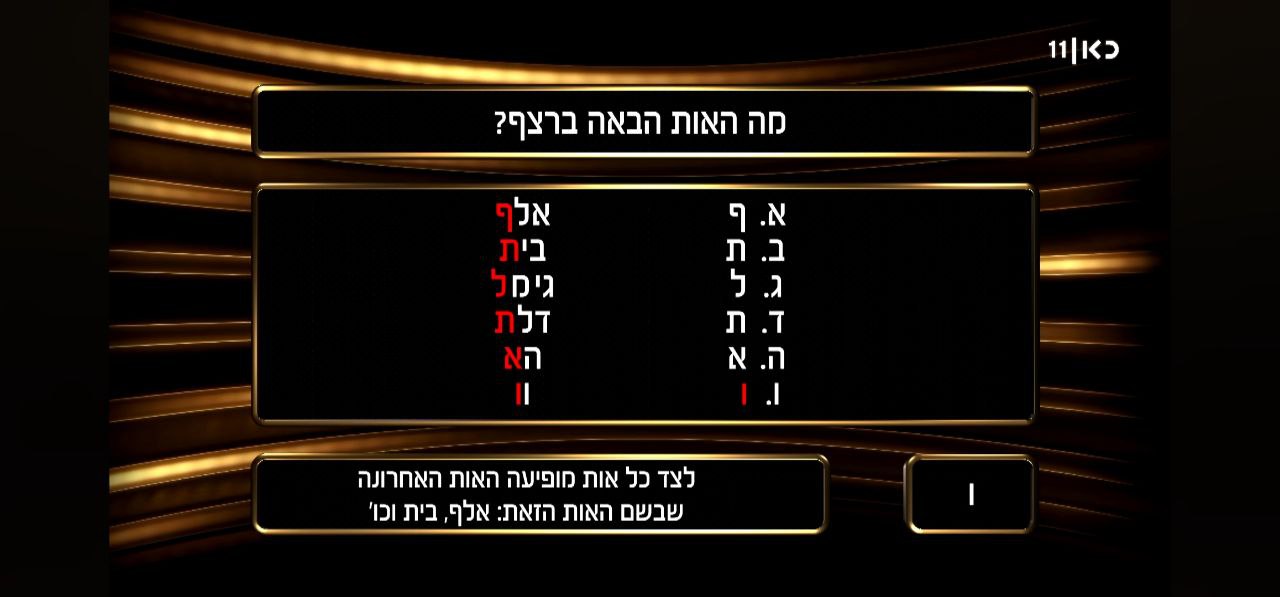 כאן|11
מה האות הבאה ברצף?
א. ף אלף
ב. ת בית
ג. ל גימל
ד. ת דלת
ה. א הא
ו. ו וו
ו
לצד כל אות מופיעה האות האחרונה
שבשם האות הזאת: אלף, בית וכו'